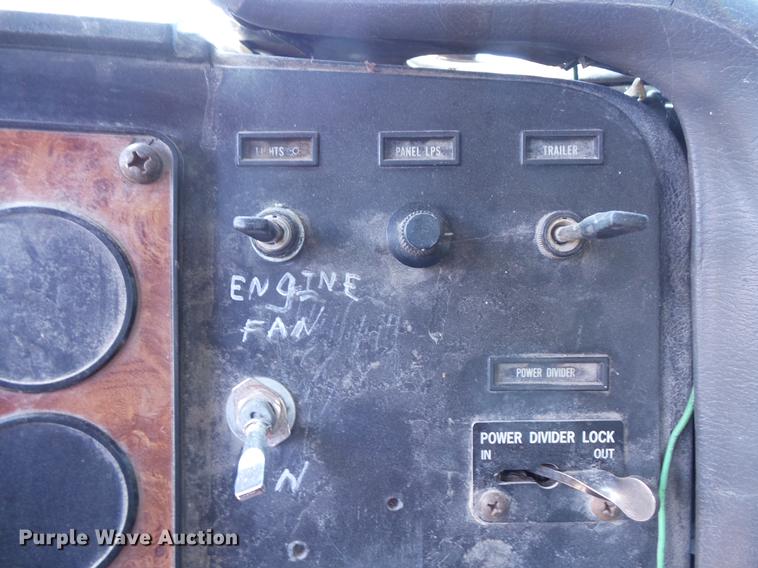 LIGHTS
PANEL LPS.
TRAILER
ENGINE
FAN
POWER DIVIDER
POWER DIVIDER LOCK
IN OUT
N
Purple Wave Auction